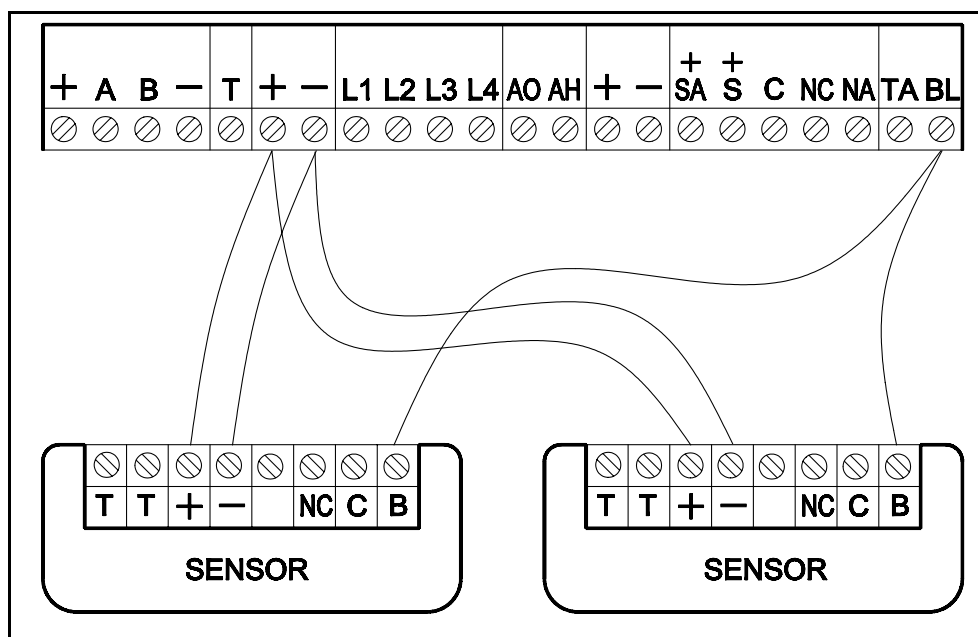 + +
+ A B − T + − L1 L2 L3 L4 AO AH + − SA S C NC NA TA BL
T T + − NC C B
T T + − NC C B
SENSOR
SENSOR